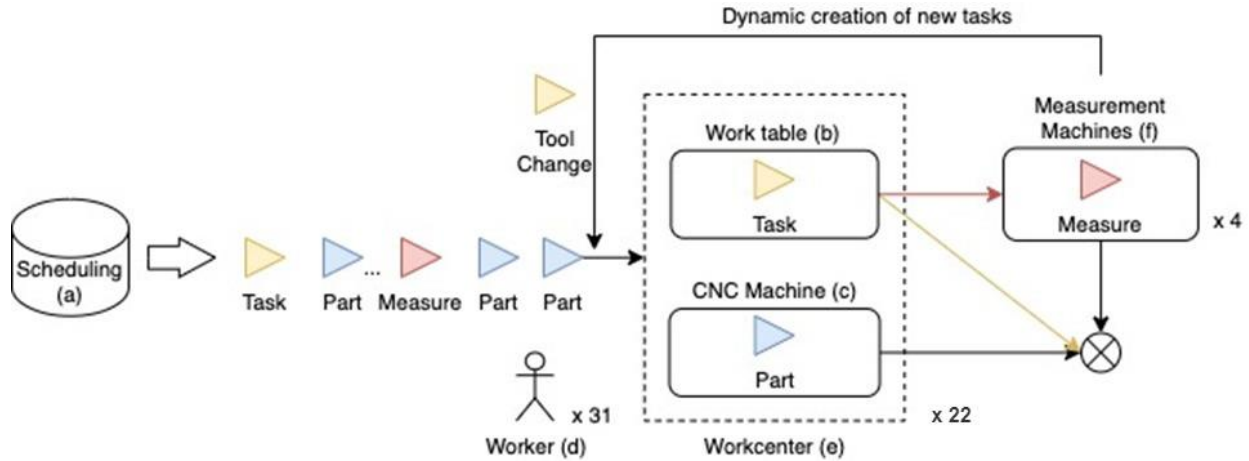 Dynamic creation of new tasks
Tool
Change
Measurement
Machines (f)
Work table (b)
Task
Measure
x 4
Scheduling
(a)
Task
Part
...
Measure
Part
Part
CNC Machine (c)
Part
x 31
Worker (d)
x 22
Workcenter (e)